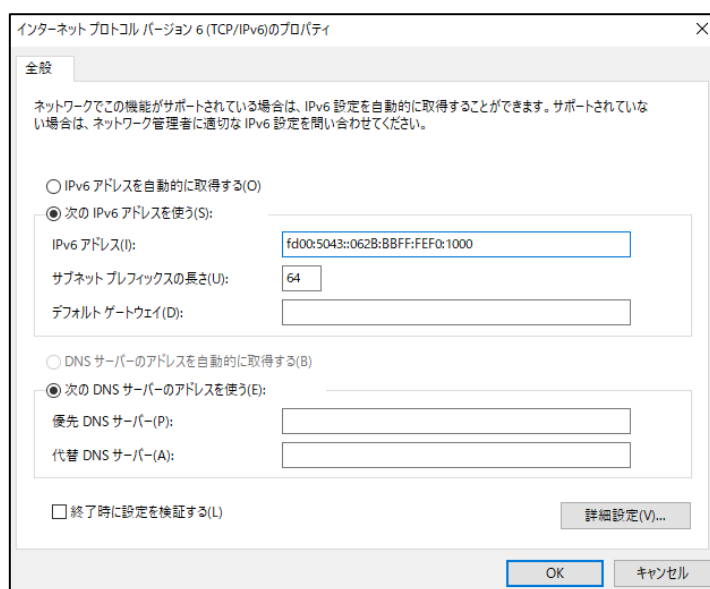 インターネット プロトコル バージョン 6 (TCP/IPv6)のプロパティ
全般
ネットワークでこの機能がサポートされている場合は、IPv6 設定を自動的に取得することができます。サポートされていな
い場合は、ネットワーク管理者に適切な IPv6 設定を問い合わせてください。
IPv6 アドレスを自動的に取得する(O)
次の IPv6 アドレスを使う(S):
IPv6 アドレス(I):
fd00:5043::062B:BBFF:FEF0:1000
サブネット プレフィックスの長さ(U):
64
デフォルト ゲートウェイ(D):
DNS サーバーのアドレスを自動的に取得する(B)
次の DNS サーバーのアドレスを使う(E):
優先 DNS サーバー(P):
代替 DNS サーバー(A):
終了時に設定を検証する(L)
詳細設定(V)...
OK
キャンセル